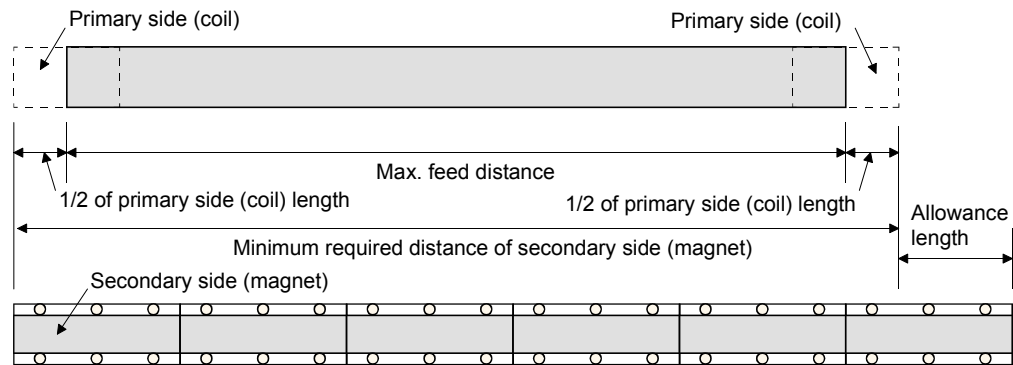 Primary side (coil)
Primary side (coil)
Max. feed distance
1/2 of primary side (coil) length
1/2 of primary side (coil) length
Allowance
length
Minimum required distance of secondary side (magnet)
Secondary side (magnet)